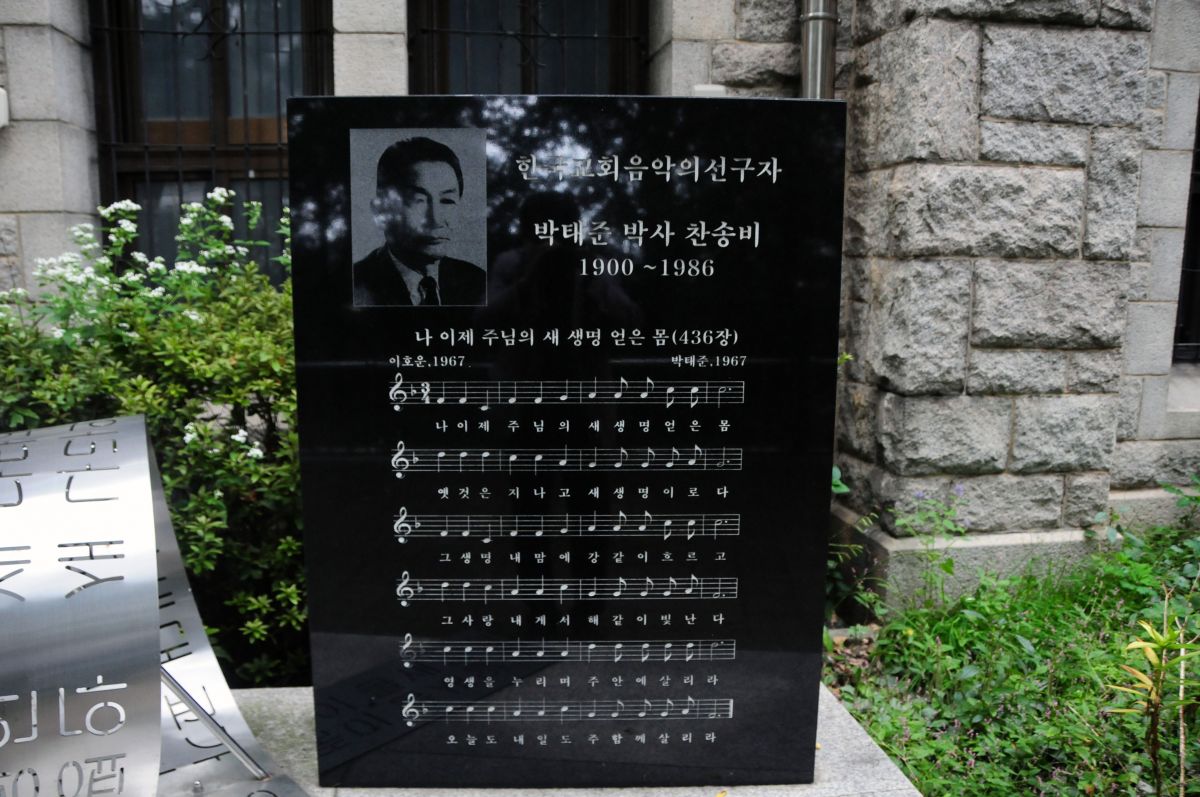 한국교회음악의선구자
박태준 박사 찬송비
1900 ~1986
나 이제 주님의 새 생명 얻은 몸(436장)
이호운,1967
박태준,1967
나 이 제 주 님 의 새 생 명 얻 은 몸
옛 것 은 지 나 고 새 생 명 이 로 다
그 생 명 내 맘 에 강 같 이 흐 르 고
그 사 랑 내 게 서 해 같 이 빛 난 다
영 생 을 누 리 며 주 안 에 살 리 라
오 늘 도 내 일 도 주 함 께 살 리 라